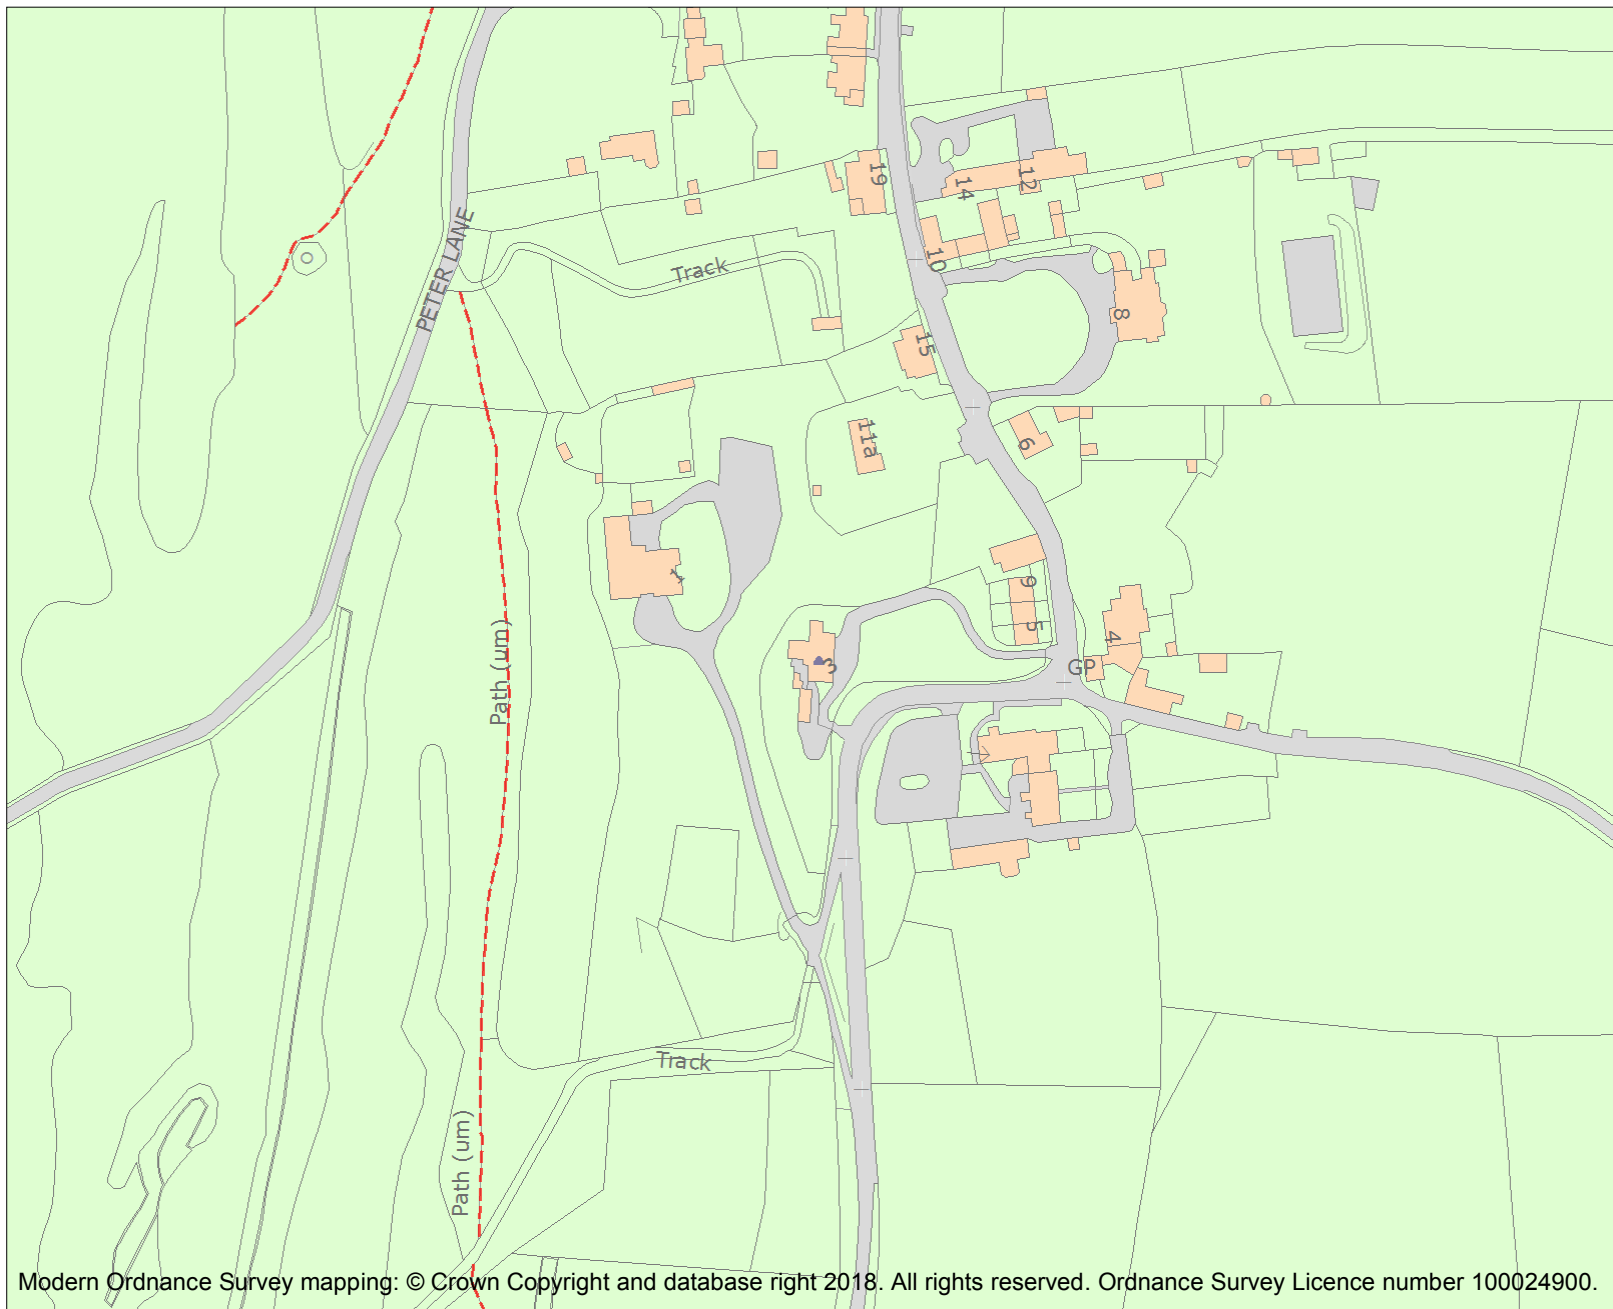 19
14
12
PETER LANE
Track
10
8
15
11a
6
1
9
5
4
3
GP
Path (um)
Track
Path (um)
Modern Ordnance Survey mapping: © Crown Copyright and database right 2018. All rights reserved. Ordnance Survey Licence number 100024900.